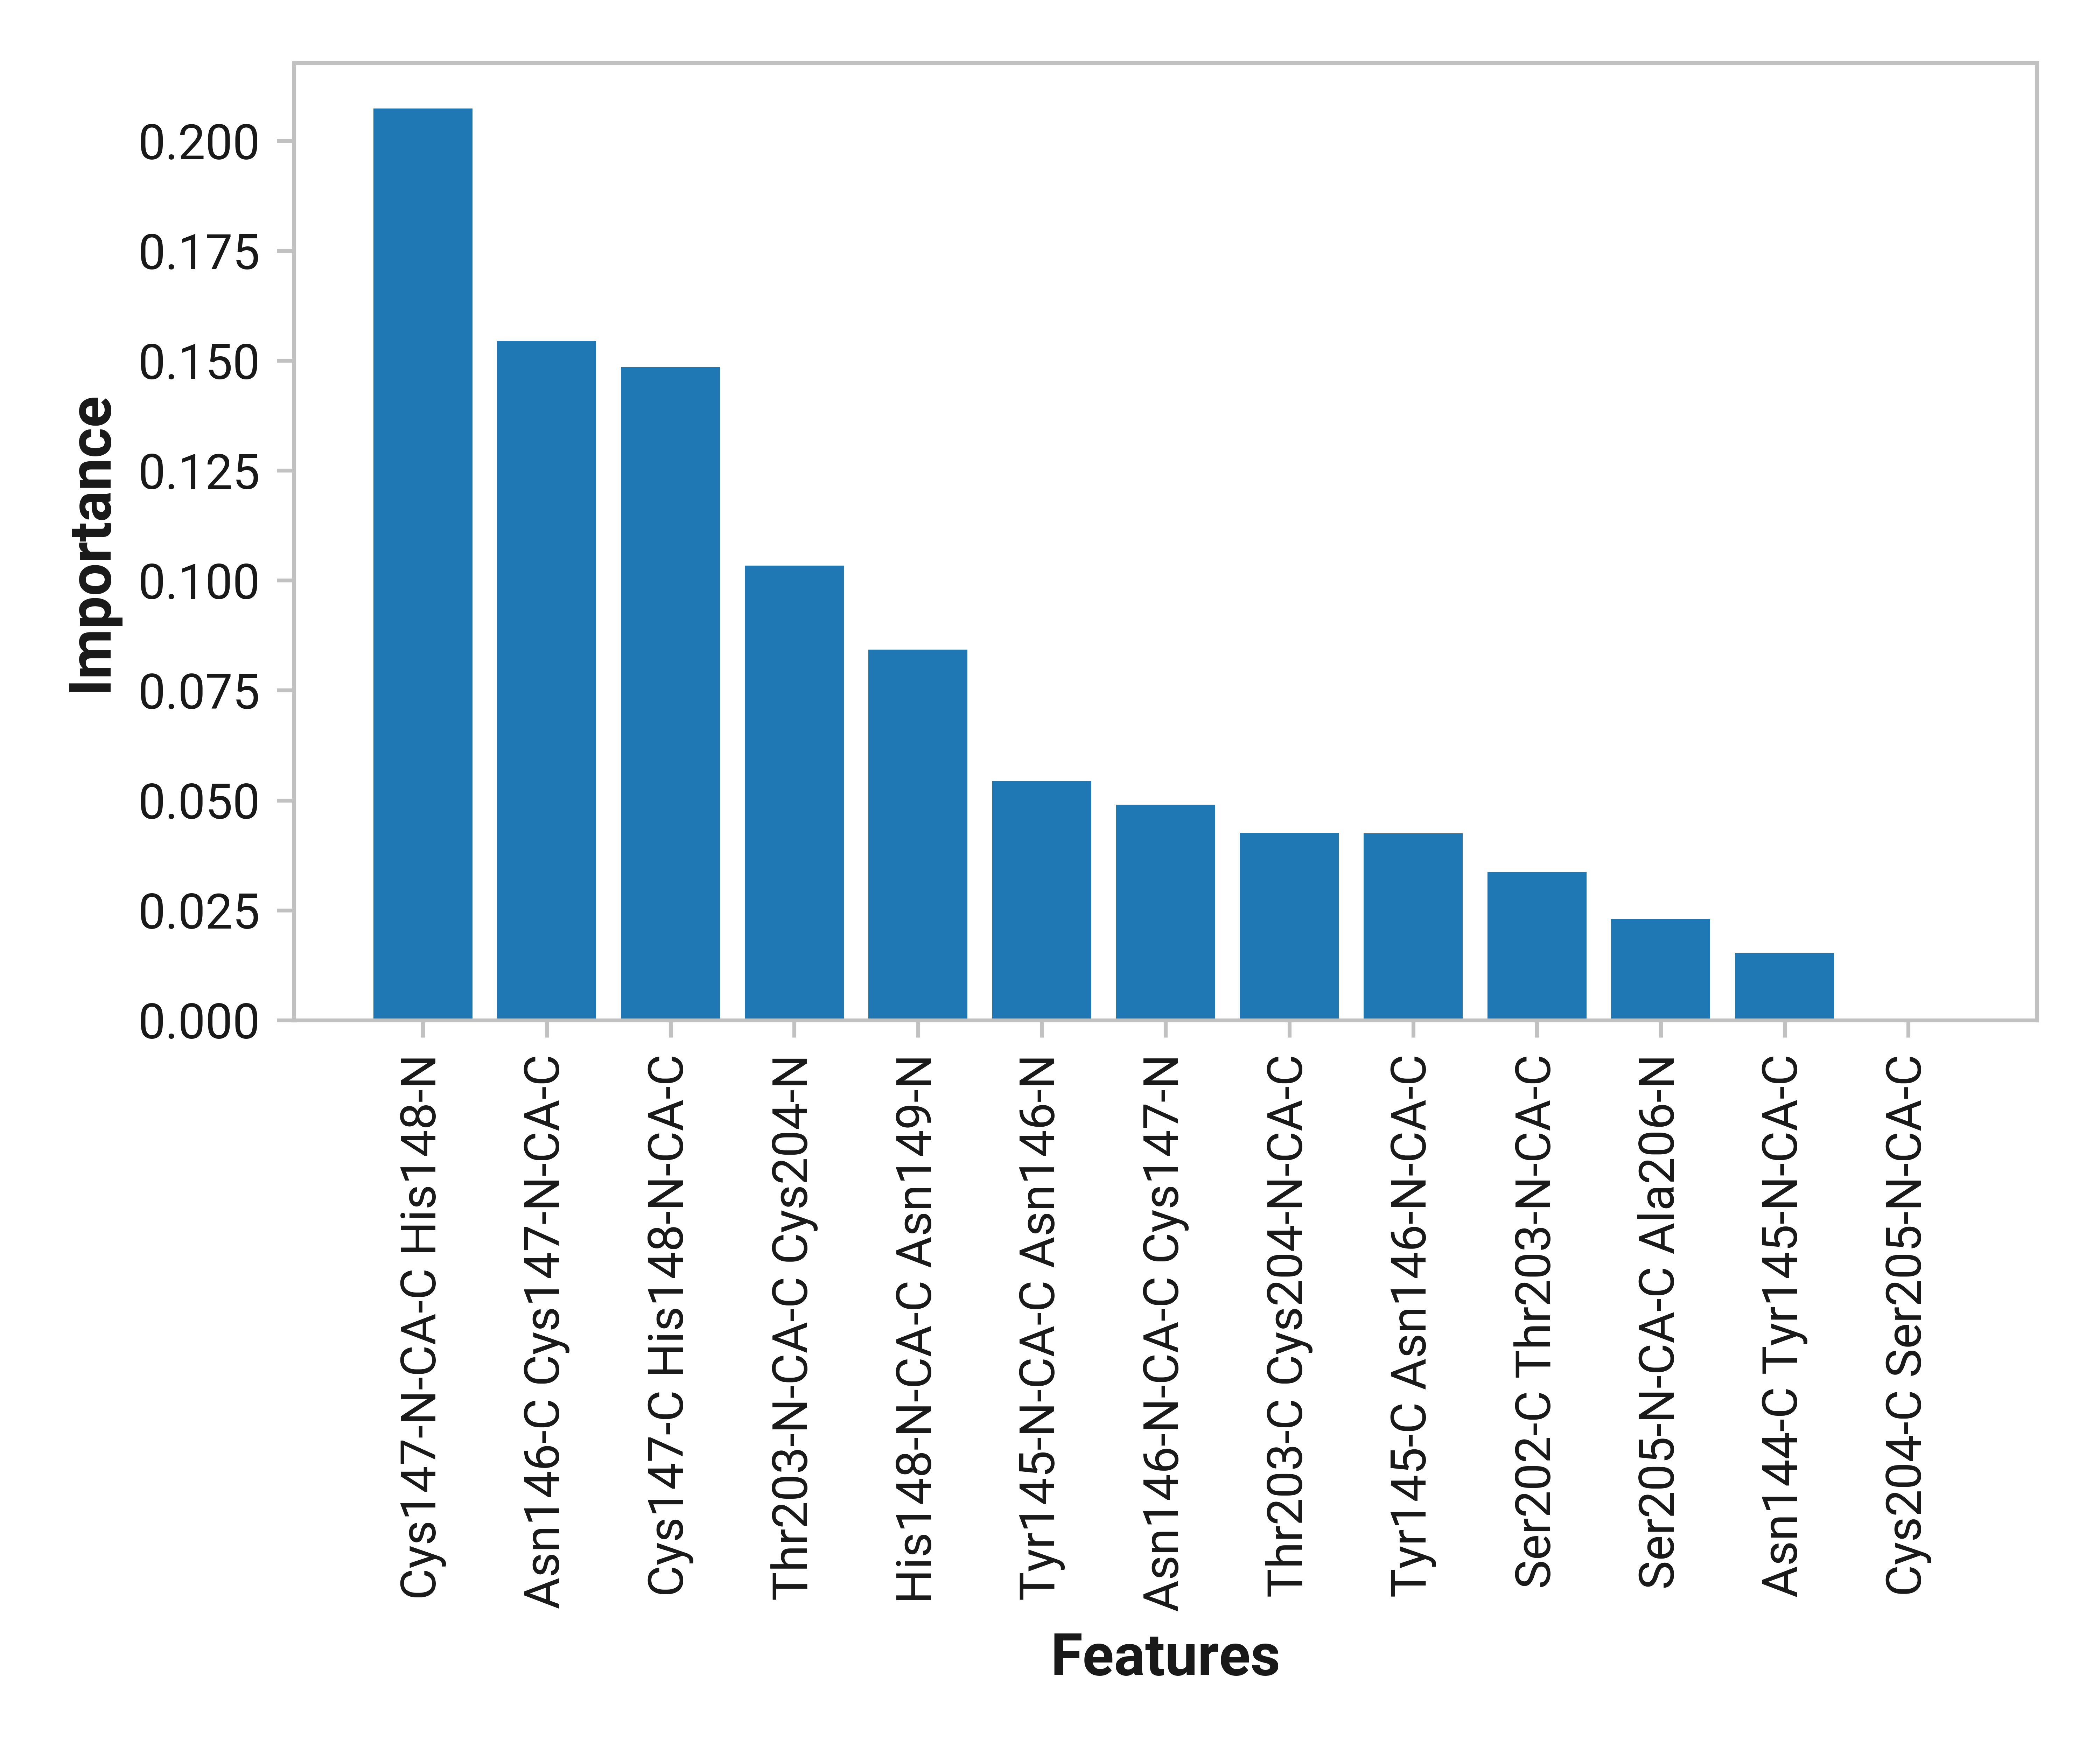 Importance
0.200
0.175
0.150
0.125
0.100
0.075
0.050
0.025
0.000
Cys147-N-CA-C His148-N
Asn146-C Cys147-N-CA-C
Cys147-C His148-N-CA-C
Thr203-N-CA-C Cys204-N
His148-N-CA-C Asn149-N
Tyr145-N-CA-C Asn146-N
Asn146-N-CA-C Cys147-N
Thr203-C Cys204-N-CA-C
Tyr145-C Asn146-N-CA-C
Ser202-C Thr203-N-CA-C
Ser205-N-CA-C Ala206-N
Asn144-C Tyr145-N-CA-C
Cys204-C Ser205-N-CA-C
Features